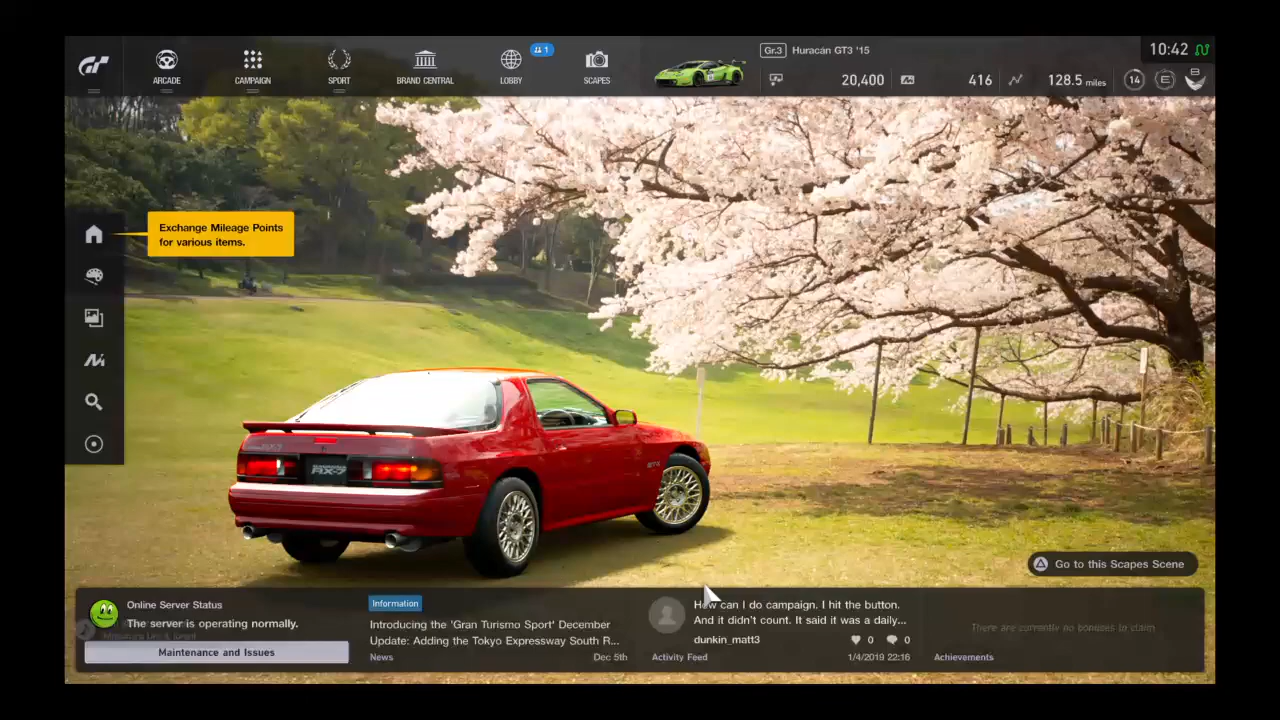 Gr.3 Huracán GT3 '15
10:42
GT
ARCADE
CAMPAIGN
SPORT
BRAND CENTRAL
LOBBY
1
SCAPES
20,400
416
128.5 miles
14
E
B
Exchange Mileage Points
for various items.
RX-7
Go to this Scapes Scene
Online Server Status
The server is operating normally.
Maintenance and Issues
Information
Introducing the 'Gran Turismo Sport' December
Update: Adding the Tokyo Expressway South R...
News
Dec 5th
How can I do campaign. I hit the button.
And it didn't count. It said it was a daily...
dunkin_matt3
0
0
Activity Feed
1/4/2019 22:16
There are currently no bonuses to claim
Achievements